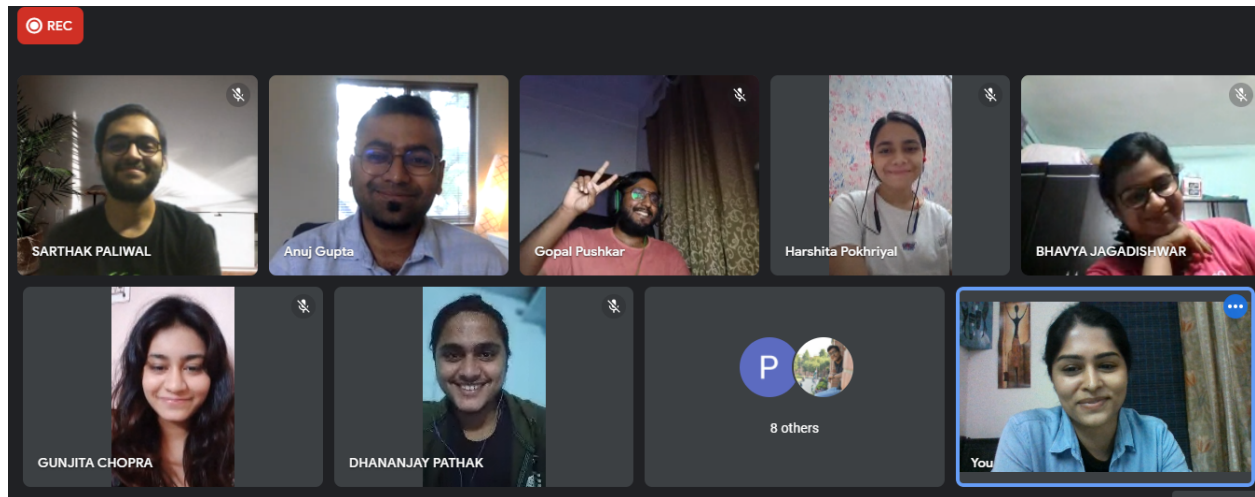 REC
SARTHAK PALIWAL
Anuj Gupta
Gopal Pushkar
Harshita Pokhriyal
BHAVYA JAGADISHWAR
GUNJITA CHOPRA
DHANANJAY PATHAK
P
8 others
You